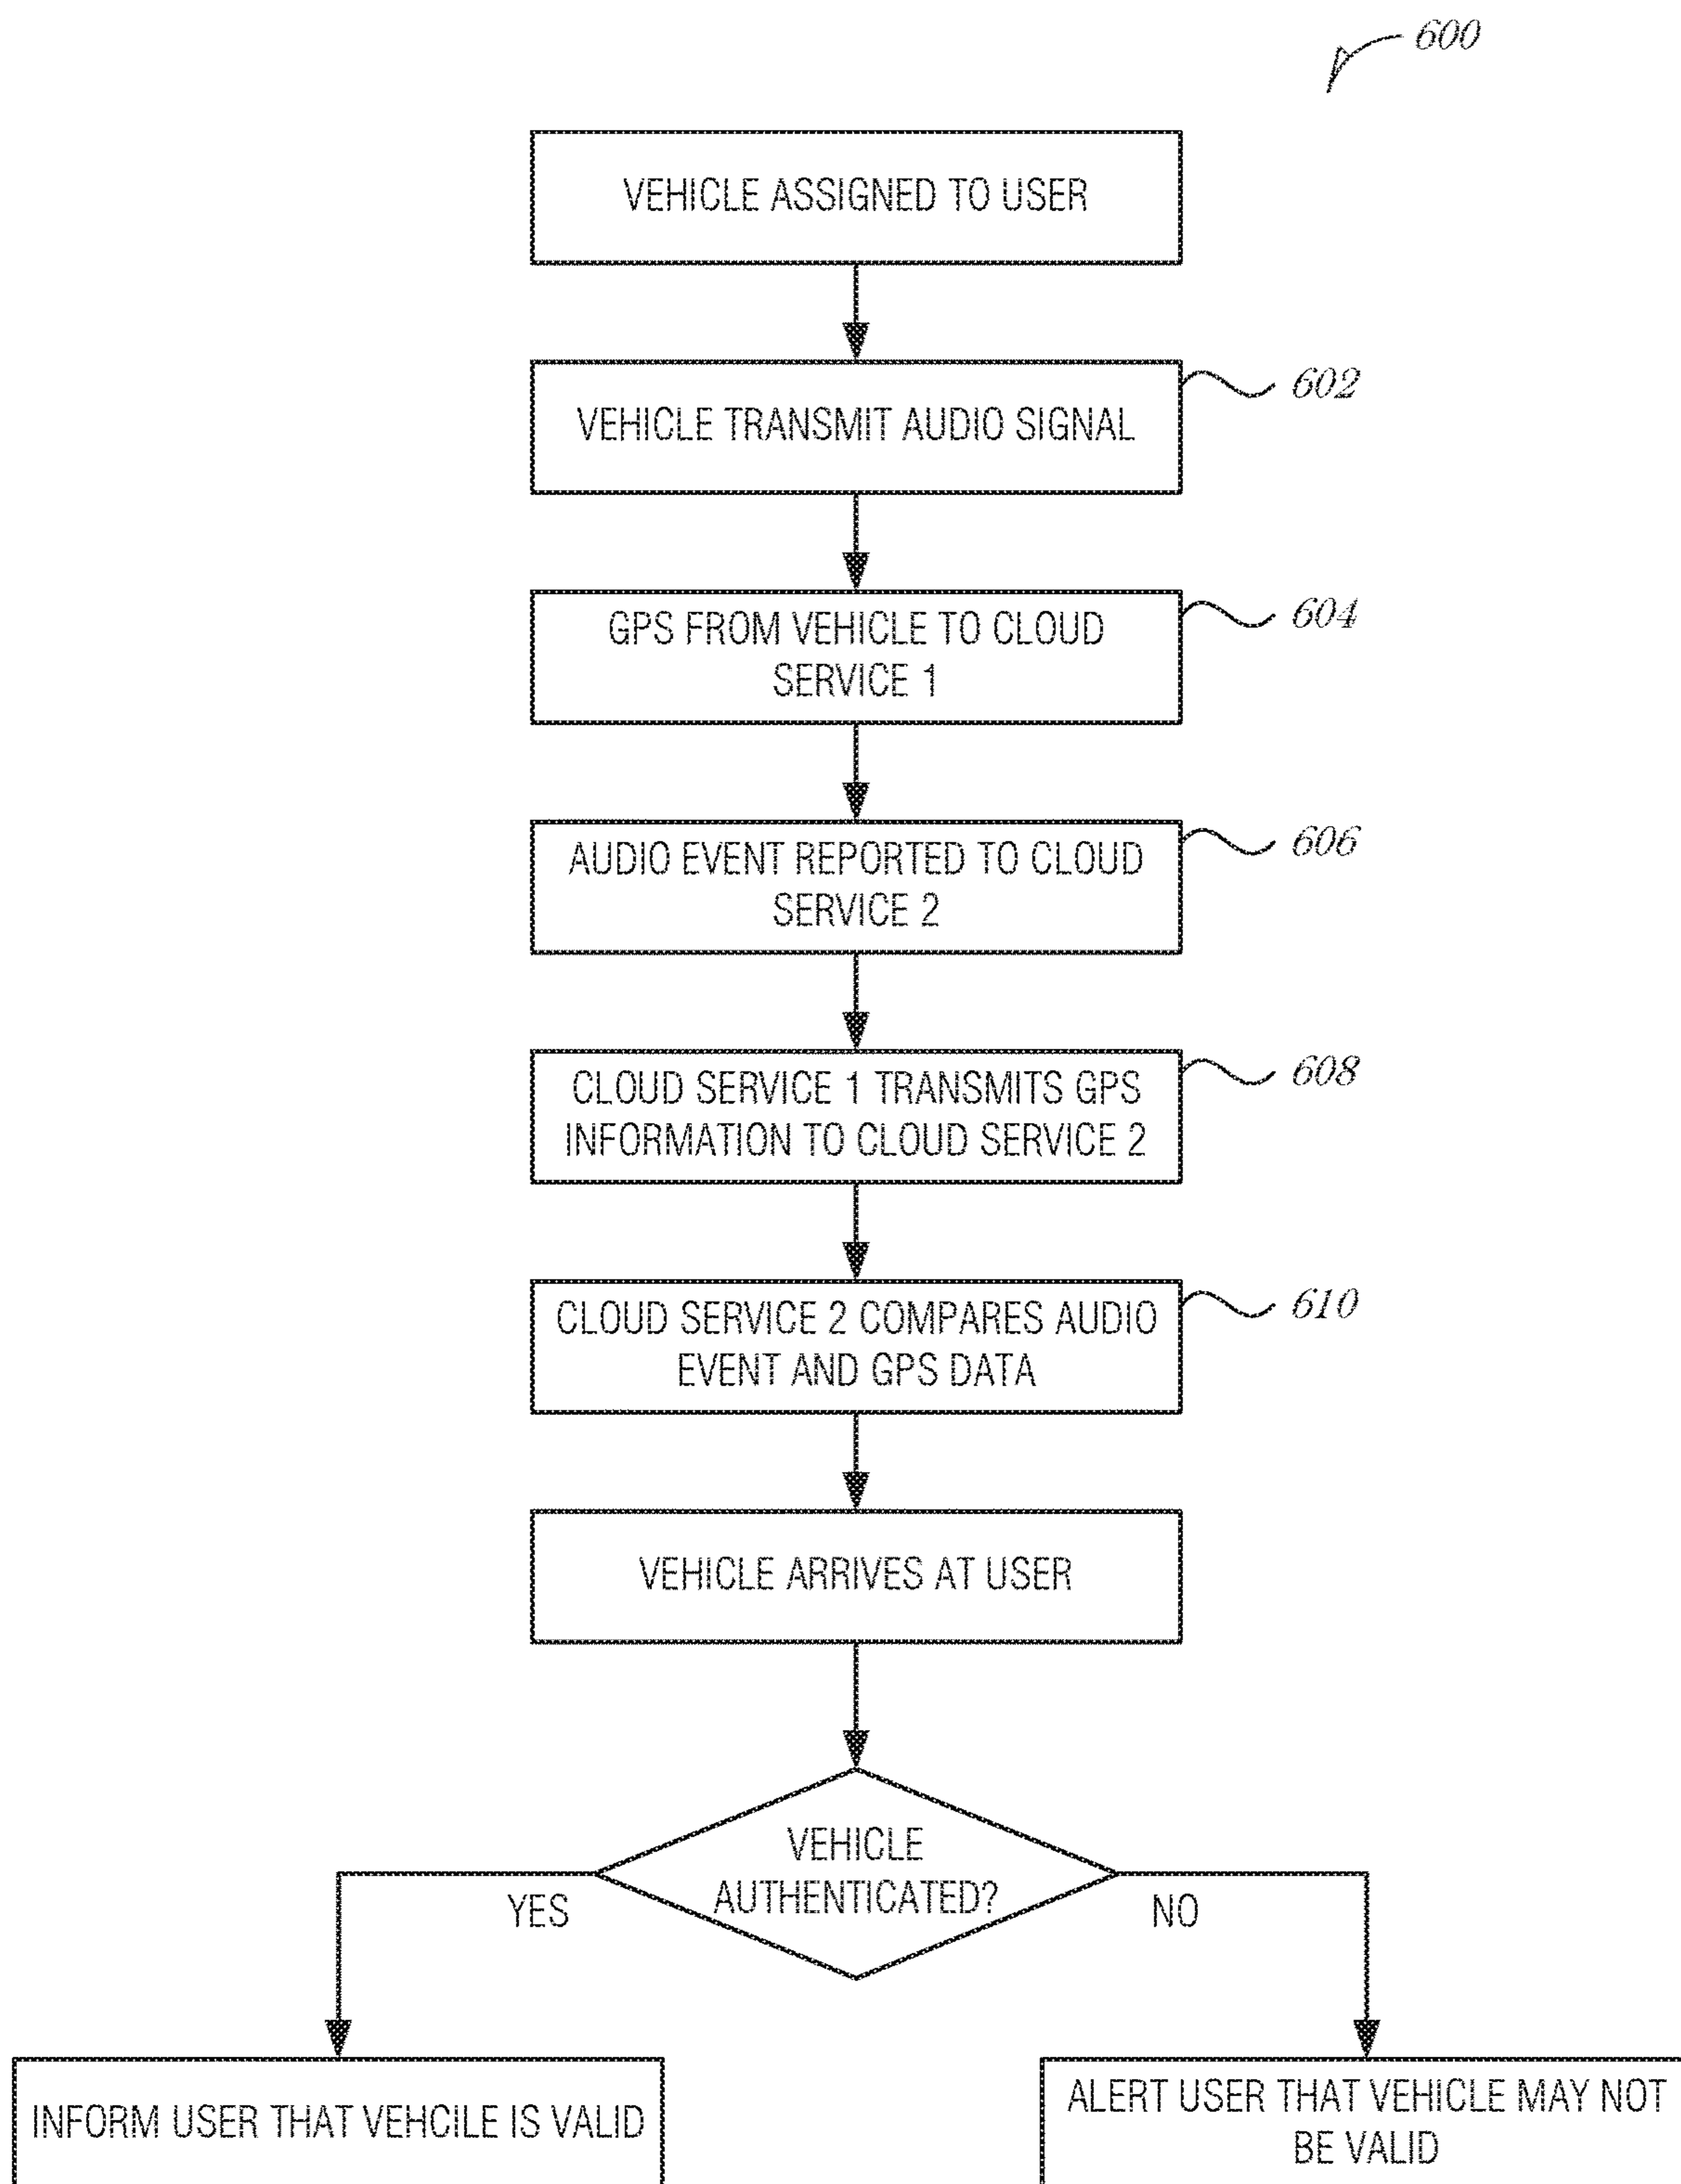 600
VEHICLE ASSIGNED TO USER
602
VEHICLE TRANSMIT AUDIO SIGNAL
604
GPS FROM VEHICLE TO CLOUD
SERVICE 1
606
AUDIO EVENT REPORTED TO CLOUD
SERVICE 2
608
CLOUD SERVICE 1 TRANSMITS GPS
INFORMATION TO CLOUD SERVICE 2
610
CLOUD SERVICE 2 COMPARES AUDIO
EVENT AND GPS DATA
VEHICLE ARRIVES AT USER
VEHICLE
AUTHENTICATED?
YES
NO
INFORM USER THAT VEHCILE IS VALID
ALERT USER THAT VEHICLE MAY NOT
BE VALID